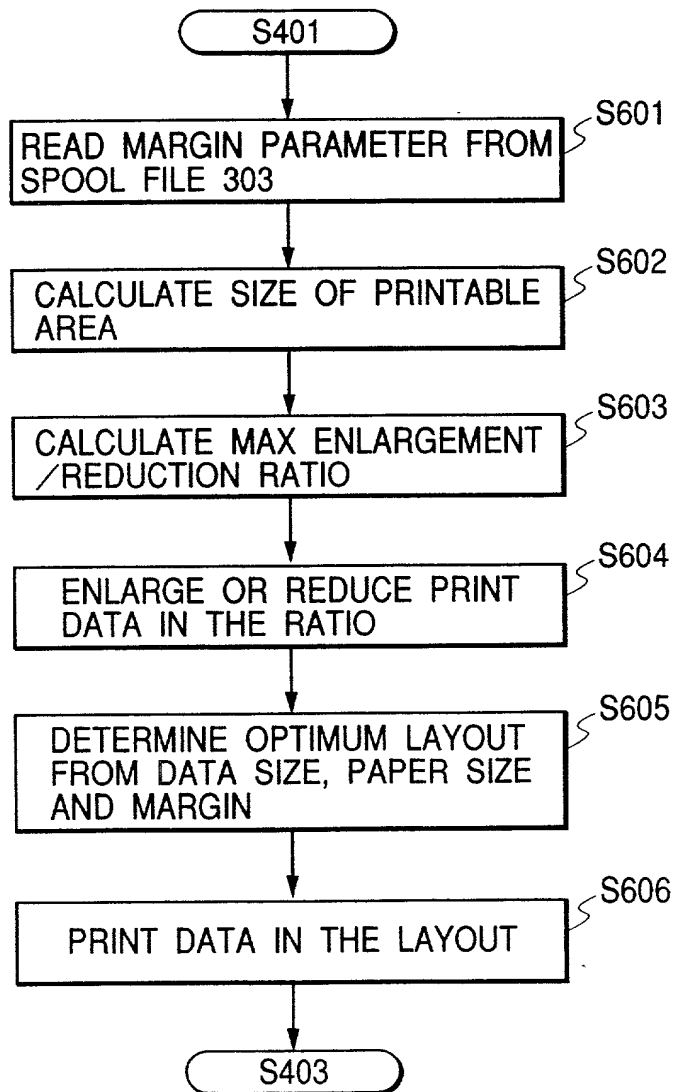 S401
S601
READ MARGIN PARAMETER FROM
SPOOL FILE 303
S602
CALCULATE SIZE OF PRINTABLE
AREA
S603
CALCULATE MAX ENLARGEMENT
/REDUCTION RATIO
S604
ENLARGE OR REDUCE PRINT
DATA IN THE RATIO
S605
DETERMINE OPTIMUM LAYOUT
FROM DATA SIZE, PAPER SIZE
AND MARGIN
S606
PRINT DATA IN THE LAYOUT
S403